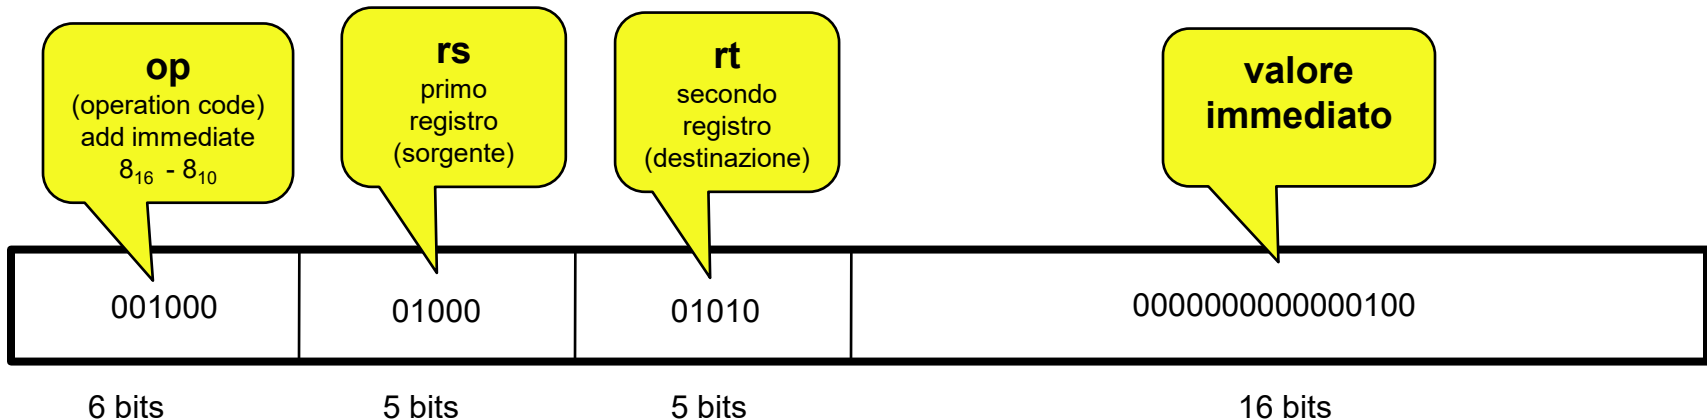 op
(operation code)
add immediate
8₁₆ - 8₁₀
rs
primo
registro
(sorgente)
rt
secondo
registro
(destinazione)
valore
immediato
001000
01000
01010
0000000000000100
6 bits
5 bits
5 bits
16 bits